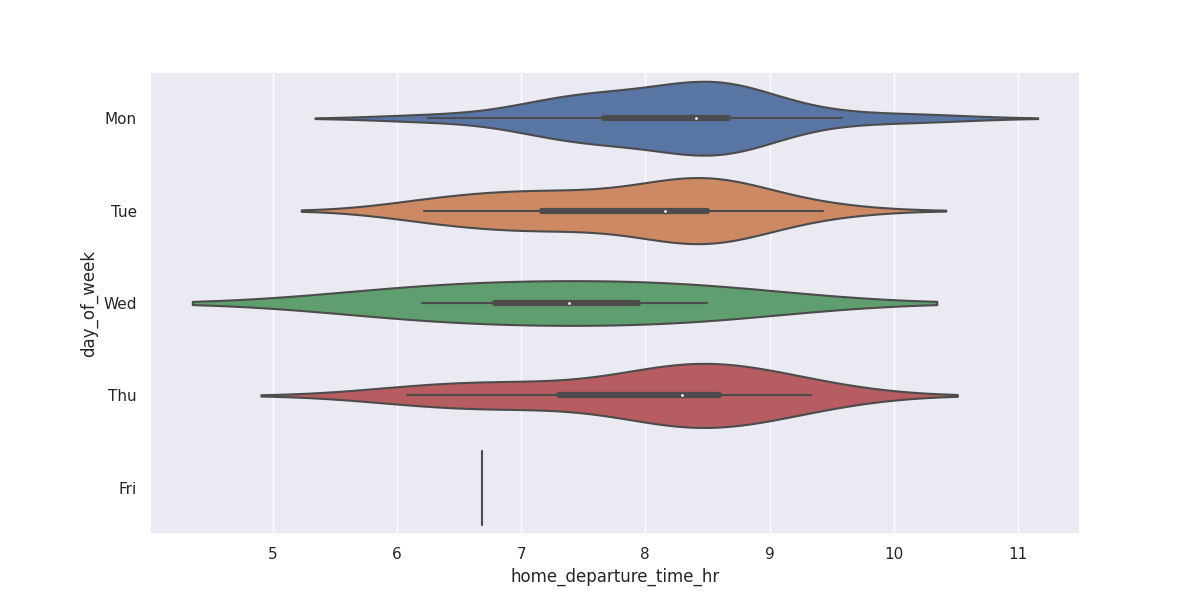 Mon
Tue
Wed
Thu
Fri
day_of_week
5 6 7 8 9 10 11
home_departure_time_hr